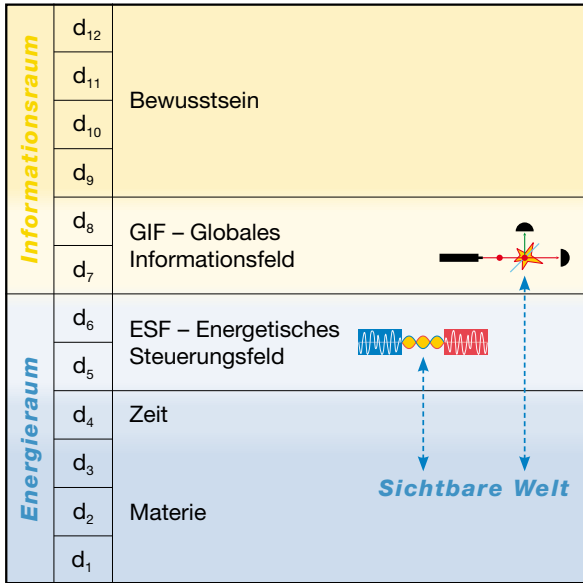 Informationsraum
d12
d11
d10
d9
Bewusstsein
d8
d7
GIF – Globales
Informationsfeld
Energieraum
d6
d5
ESF – Energetisches
Steuerungsfeld
d4
Zeit
d3
d2
d1
Materie
Sichtbare Welt